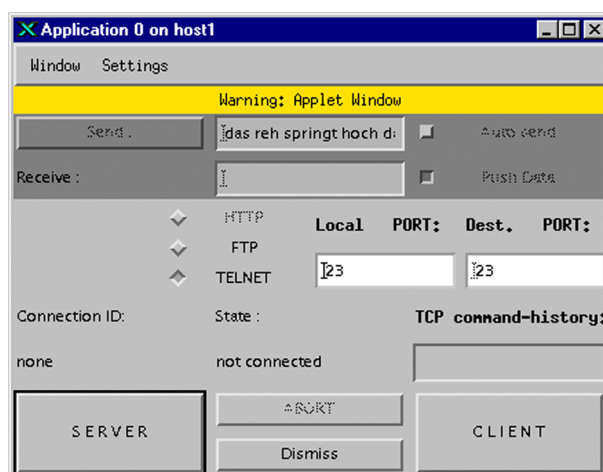 Application 0 on host1
Window Settings
Warning: Applet Window
Send . das reh springt hoch d Auto send
Receive : Push Data
HTTP
FTP
TELNET
Local PORT: Dest. PORT:
23 23
Connection ID: State : TCP command-history:
none not connected
SERVER ABORT CLIENT
Dismiss